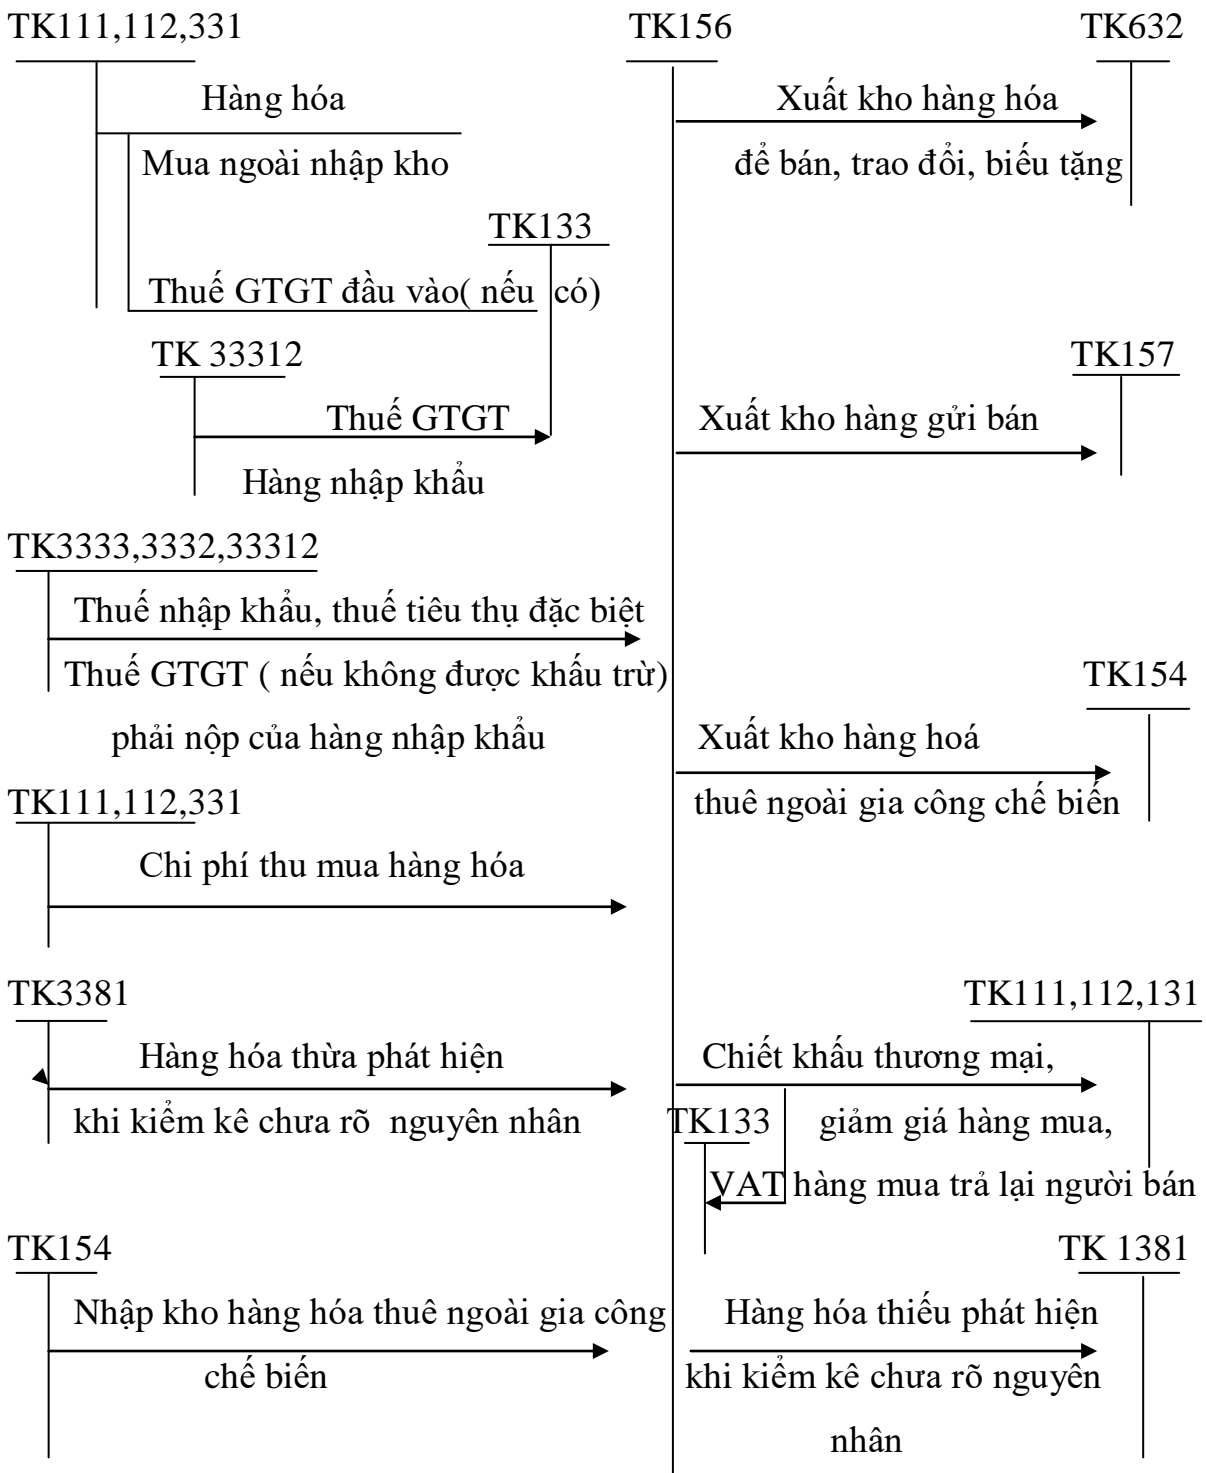 TK111,112,331
TK156
TK632
Hàng hóa
Xuất kho hàng hóa
Mua ngoài nhập kho
để bán, trao đổi, biếu tặng
TK133
Thuế GTGT đầu vào( nếu  có)
TK 33312
TK157
Thuế GTGT
Xuất kho hàng gửi bán
Hàng nhập khẩu
TK3333,3332,33312
Thuế nhập khẩu, thuế tiêu thụ đặc biệt
Thuế GTGT ( nếu không được khấu trừ)
TK154
phải nộp của hàng nhập khẩu
Xuất kho hàng hoá
TK111,112,331
thuê ngoài gia công chế biến
Chi phí thu mua hàng hóa
TK3381
TK111,112,131
Hàng hóa thừa phát hiện
Chiết khấu thương mại,
khi kiểm kê chưa rõ  nguyên nhân
TK133
giảm giá hàng mua,
VAT hàng mua trả lại người bán
TK154
TK 1381
Nhập kho hàng hóa thuê ngoài gia công
Hàng hóa thiếu phát hiện
chế biến
khi kiểm kê chưa rõ nguyên
nhân